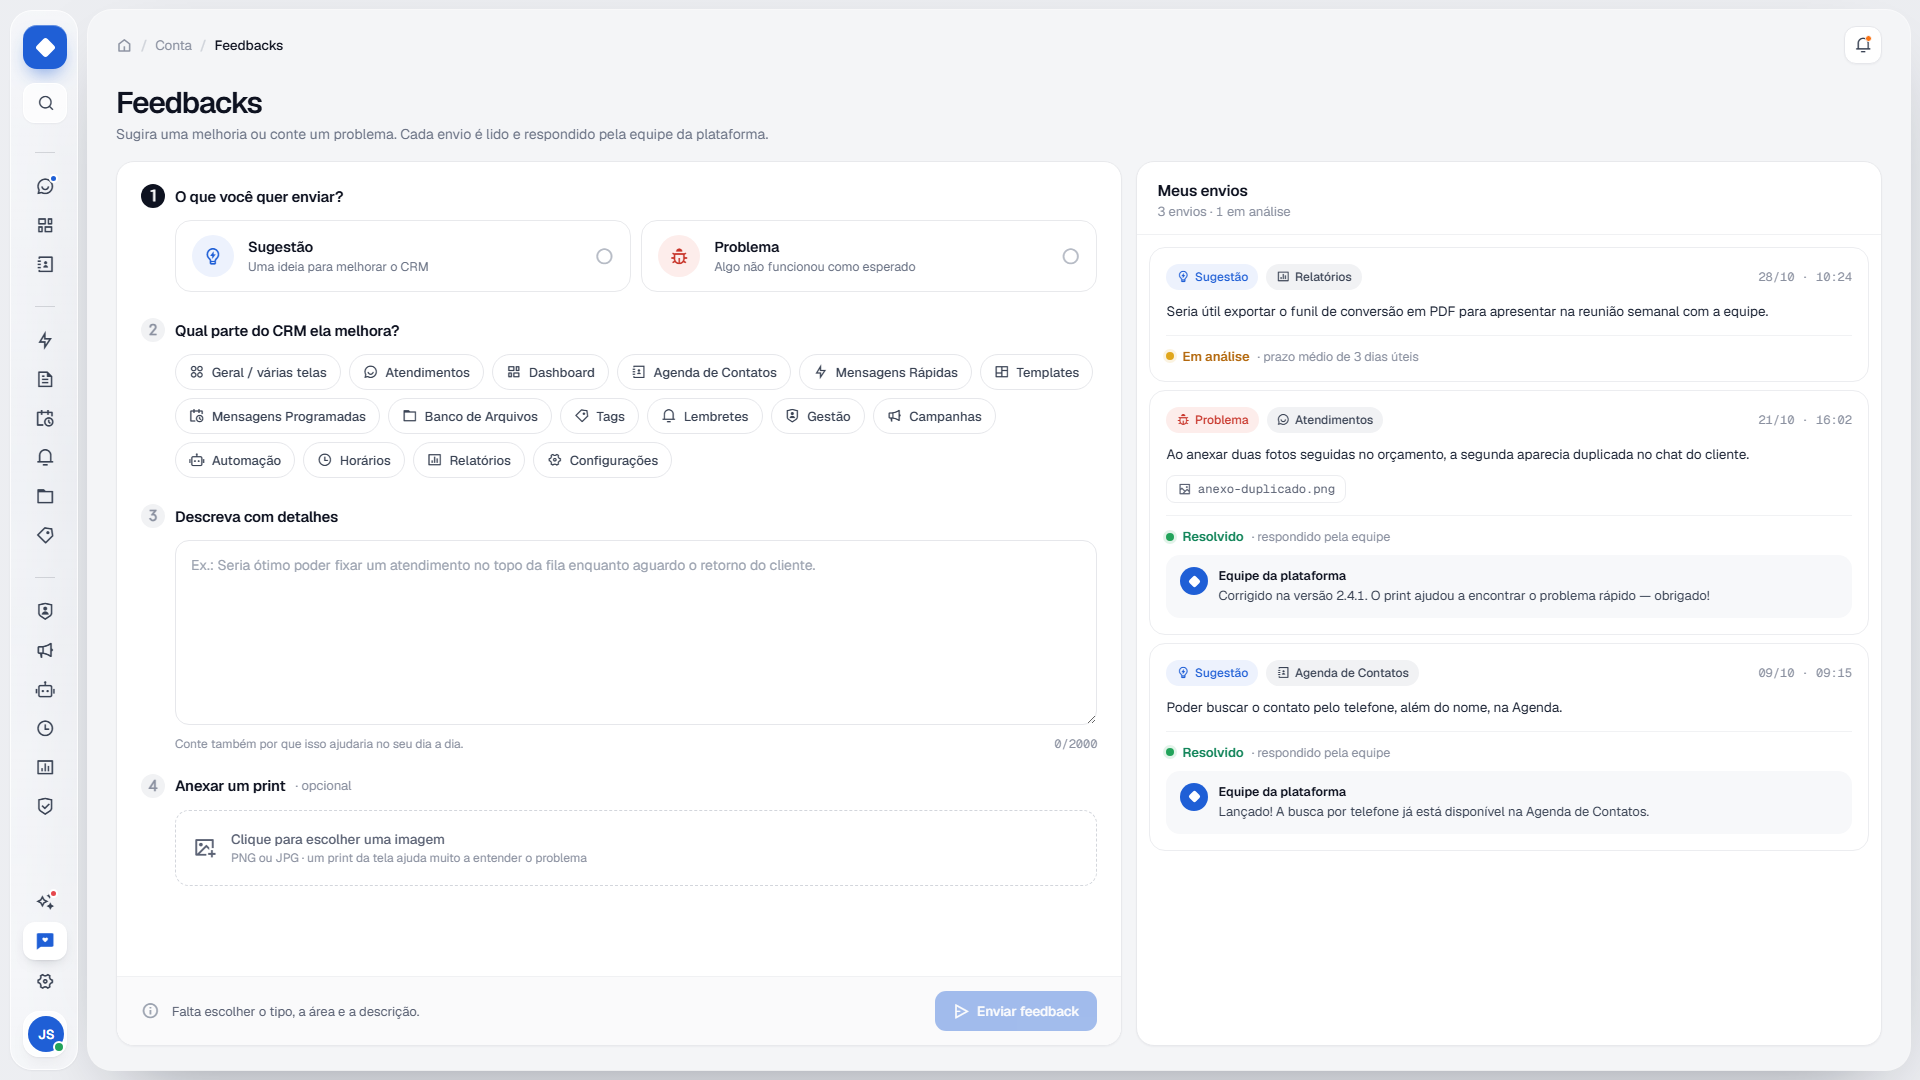 Conta / Feedbacks
Feedbacks
Sugira uma melhoria ou conte um problema. Cada envio é lido e respondido pela equipe da plataforma.
1 O que você quer enviar?
Sugestão
Uma ideia para melhorar o CRM
Problema
Algo não funcionou como esperado
2 Qual parte do CRM ela melhora?
Geral / várias telas
Atendimentos
Dashboard
Agenda de Contatos
Mensagens Rápidas
Templates
Mensagens Programadas
Banco de Arquivos
Tags
Lembretes
Gestão
Campanhas
Automação
Horários
Relatórios
Configurações
3 Descreva com detalhes
Ex.: Seria ótimo poder fixar um atendimento no topo da fila enquanto aguardo o retorno do cliente.
Conte também por que isso ajudaria no seu dia a dia.
0/2000
4 Anexar um print · opcional
Clique para escolher uma imagem
PNG ou JPG · um print da tela ajuda muito a entender o problema
Falta escolher o tipo, a área e a descrição.
Enviar feedback
Meus envios
3 envios · 1 em análise
Sugestão Relatórios 28/10 · 10:24
Seria útil exportar o funil de conversão em PDF para apresentar na reunião semanal com a equipe.
Em análise · prazo médio de 3 dias úteis
Problema Atendimentos 21/10 · 16:02
Ao anexar duas fotos seguidas no orçamento, a segunda aparecia duplicada no chat do cliente.
anexo-duplicado.png
Resolvido · respondido pela equipe
Equipe da plataforma
Corrigido na versão 2.4.1. O print ajudou a encontrar o problema rápido — obrigado!
Sugestão Agenda de Contatos 09/10 · 09:15
Poder buscar o contato pelo telefone, além do nome, na Agenda.
Resolvido · respondido pela equipe
Equipe da plataforma
Lançado! A busca por telefone já está disponível na Agenda de Contatos.
JS